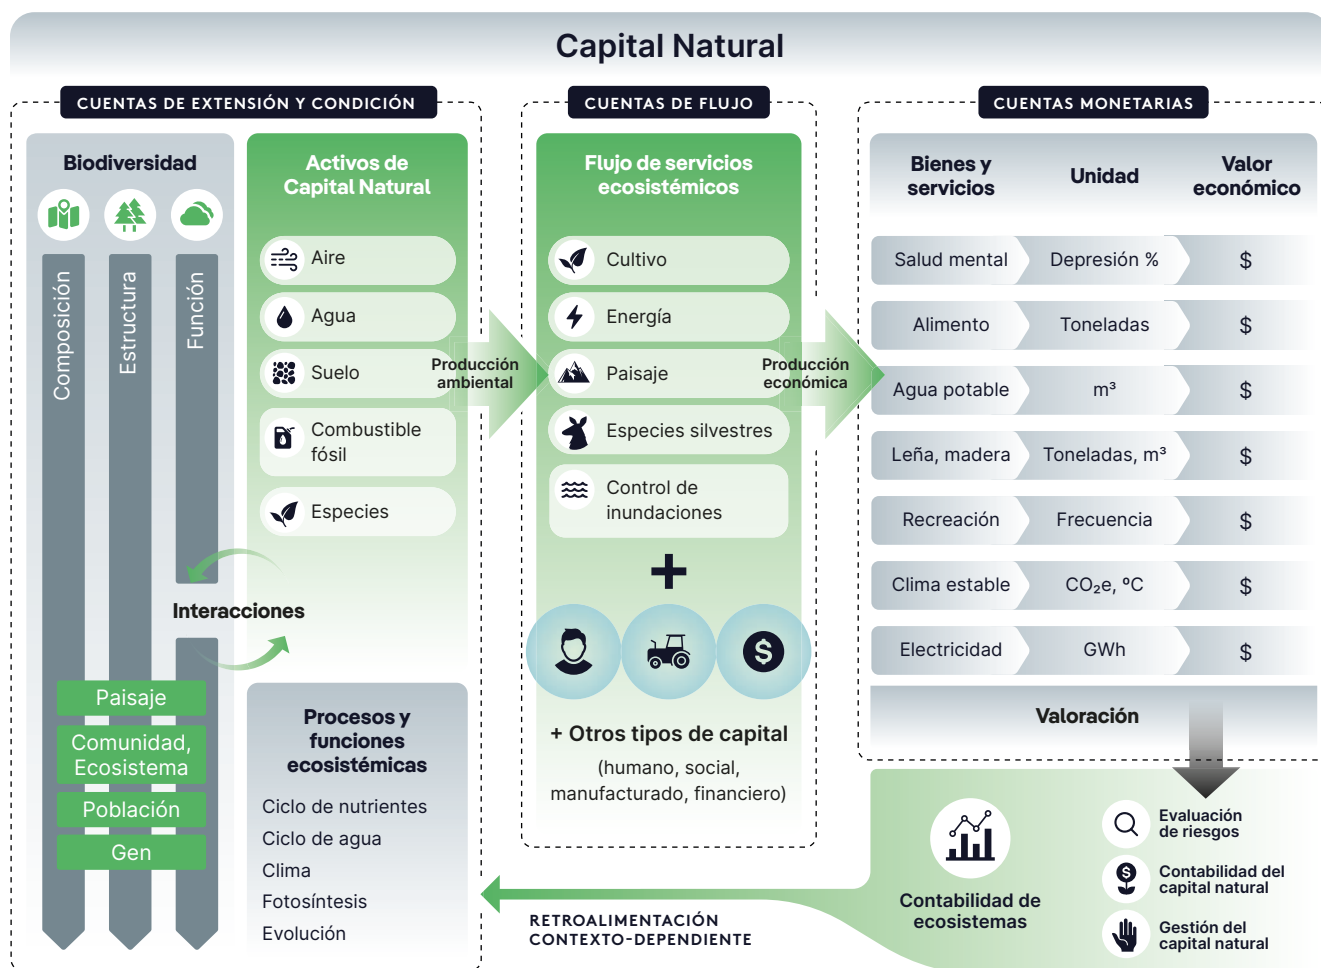 Capital Natural
CUENTAS DE EXTENSIÓN Y CONDICIÓN
Biodiversidad
Composición
Estructura
Función
Paisaje
Comunidad,
Ecosistema
Población
Gen
Activos de
Capital Natural
Aire
Agua
Suelo
Combustible
fósil
Especies
Interacciones
Procesos y
funciones
ecosistémicas
Ciclo de nutrientes
Ciclo de agua
Clima
Fotosíntesis
Evolución
Producción
ambiental
CUENTAS DE FLUJO
Flujo de servicios
ecosistémicos
Cultivo
Energía
Paisaje
Especies silvestres
Control de
inundaciones
+
$
+ Otros tipos de capital
(humano, social,
manufacturado, financiero)
Producción
económica
CUENTAS MONETARIAS
Bienes y
servicios
Unidad
Valor
económico
Salud mental Depresión % $
Alimento Toneladas $
Agua potable m³ $
Leña, madera Toneladas, m³ $
Recreación Frecuencia $
Clima estable CO₂e, ºC $
Electricidad GWh $
Valoración
Contabilidad de
ecosistemas
Evaluación
de riesgos
$
Contabilidad del
capital natural
Gestión del
capital natural
RETROALIMENTACIÓN
CONTEXTO-DEPENDIENTE